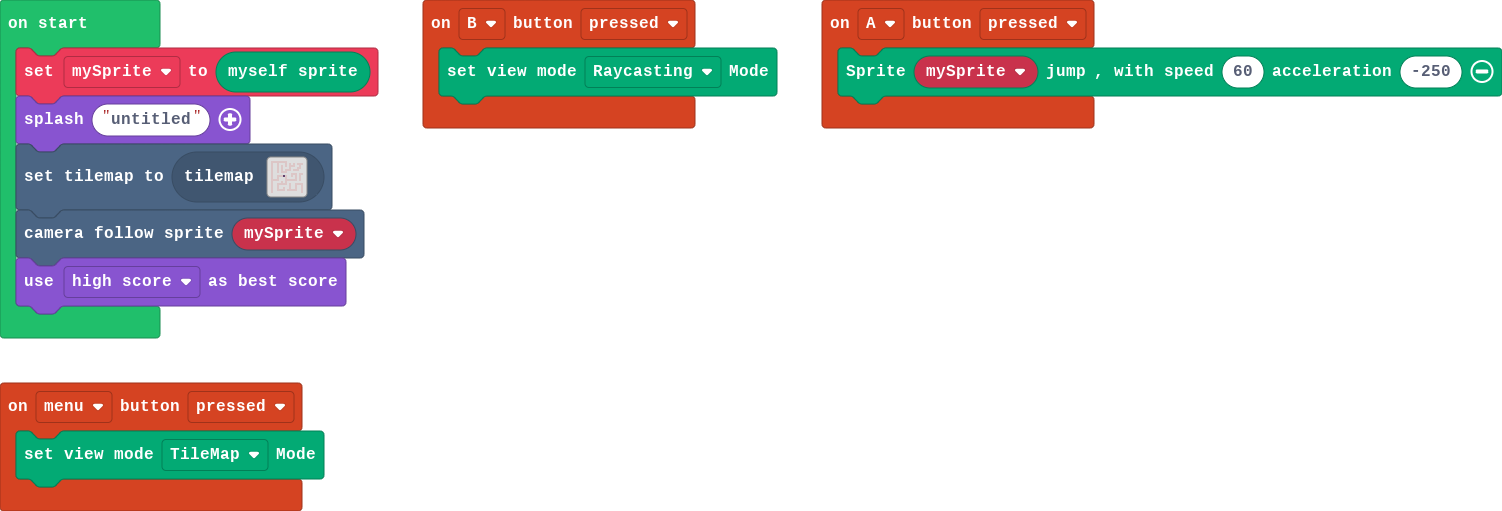 on start
set mySprite to myself sprite
splash "untitled"
set tilemap to tilemap
camera follow sprite mySprite
use high score as best score
on B button pressed
set view mode Raycasting Mode
on A button pressed
Sprite mySprite jump , with speed 60 acceleration -250
on menu button pressed
set view mode TileMap Mode